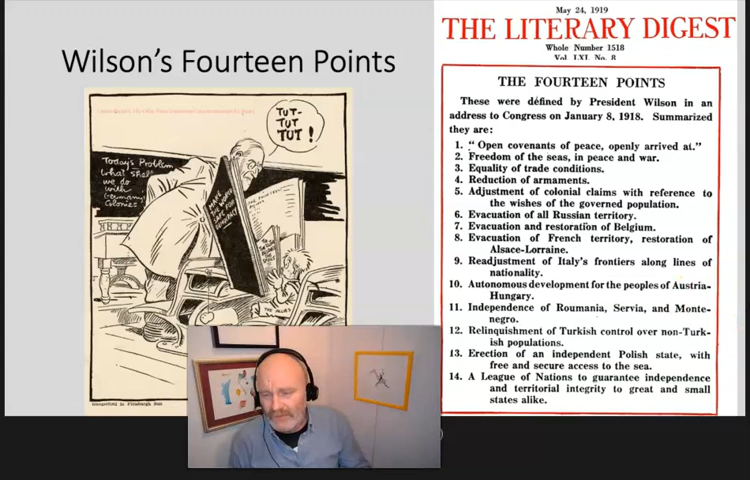 Wilson's Fourteen Points
TUT-
TUT
TUT!
Today's Problem
what shall
we do
with
Germany's
Colonies
May 24, 1919
THE LITERARY DIGEST
Whole Number 1518
Vol. LXI, No. 8
THE FOURTEEN POINTS
These were defined by President Wilson in an
address to Congress on January 8, 1918. Summarized
they are:
1. "Open covenants of peace, openly arrived at."
2. Freedom of the seas, in peace and war.
3. Equality of trade conditions.
4. Reduction of armaments.
5. Adjustment of colonial claims with reference to
the wishes of the governed population.
6. Evacuation of all Russian territory.
7. Evacuation and restoration of Belgium.
8. Evacuation of French territory, restoration of
Alsace-Lorraine.
9. Readjustment of Italy's frontiers along lines of
nationality.
10. Autonomous development for the peoples of Austria-
Hungary.
11. Independence of Roumania, Servia, and Monte-
negro.
12. Relinquishment of Turkish control over non-Turk-
ish populations.
13. Erection of an independent Polish state, with
free and secure access to the sea.
14. A League of Nations to guarantee independence
and territorial integrity to great and small
states alike.